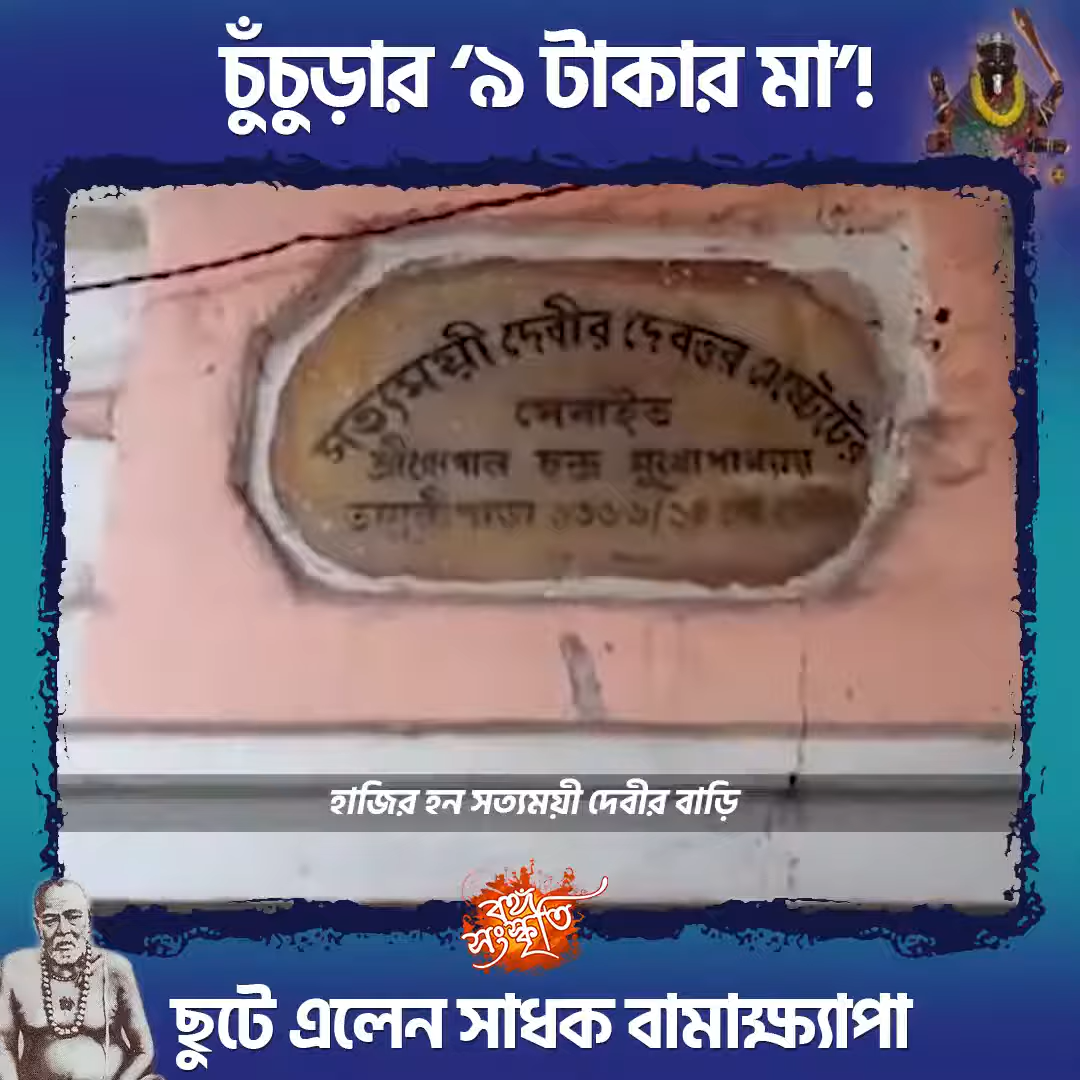 চুঁচুড়ার ‘৯ টাকার মা’!
সত্যময়ী দেবীর দেবত্তর এস্টেটের
সেবাইত
চন্দ্র মুখোপাধ্যায়
হাজির হন সত্যময়ী দেবীর বাড়ি
বঙ্গ
সংস্কৃতি
ছুটে এলেন সাধক বামাক্ষ্যাপা